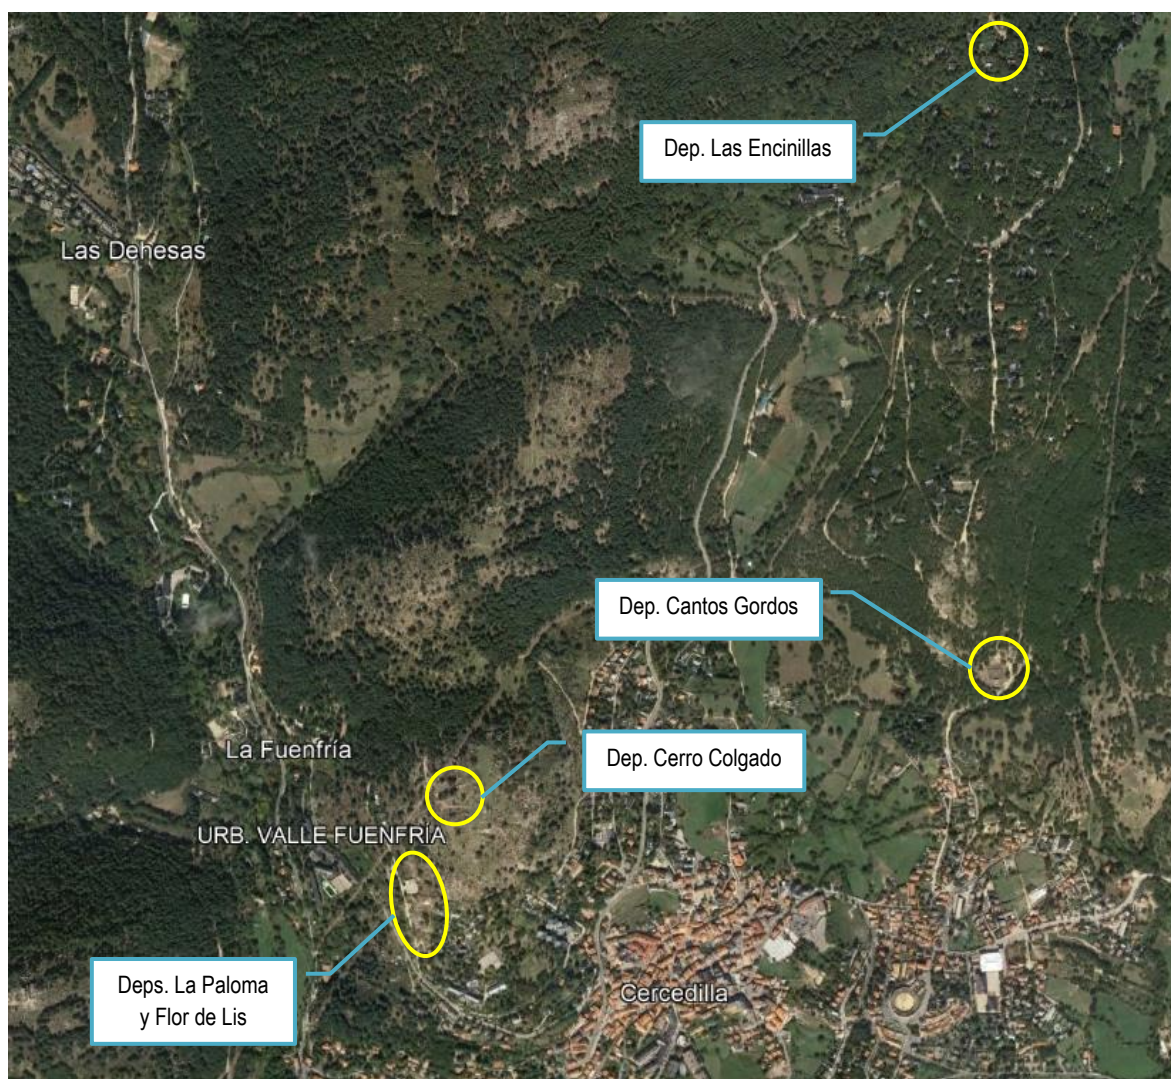 Dep. Las Encinillas
Las Dehesas
Dep. Cantos Gordos
La Fuenfría
Dep. Cerro Colgado
URB. VALLE FUENFRÍA
Deps. La Paloma
y Flor de Lis
Cercedilla